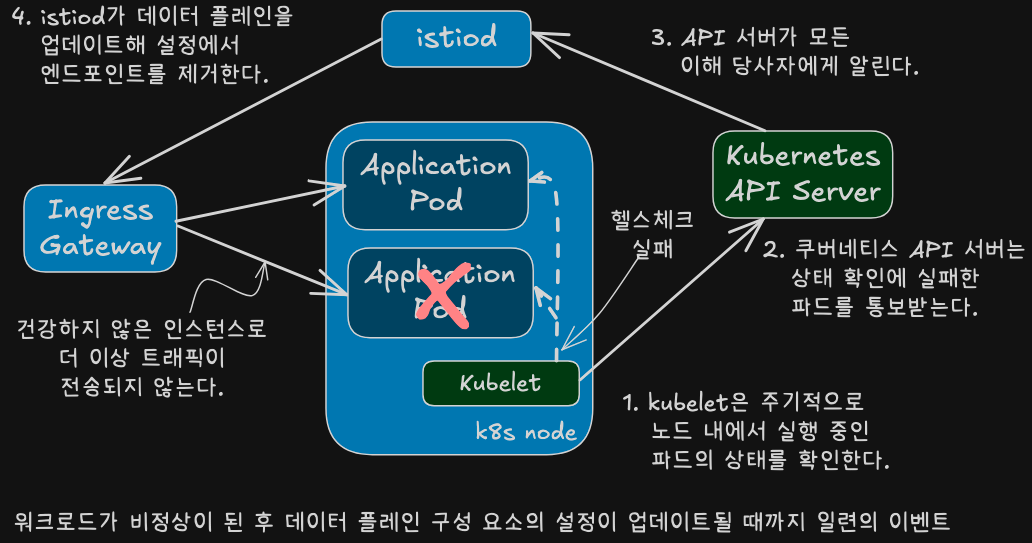 4. istiod가 데이터 플레인을
업데이트해 설정에서
엔드포인트를 제거한다.
istiod
3. API 서버가 모든
이해 당사자에게 알린다.
Kubernetes
API Server
Application
Pod
Ingress
Gateway
헬스체크
실패
2. 쿠버네티스 API 서버는
상태 확인에 실패한
파드를 통보받는다.
Application
Pod
건강하지 않은 인스턴스로
더 이상 트래픽이
전송되지 않는다.
Kubelet
k8s node
1. kubelet은 주기적으로
노드 내에서 실행 중인
파드의 상태를 확인한다.
워크로드가 비정상이 된 후 데이터 플레인 구성 요소의 설정이 업데이트될 때까지 일련의 이벤트